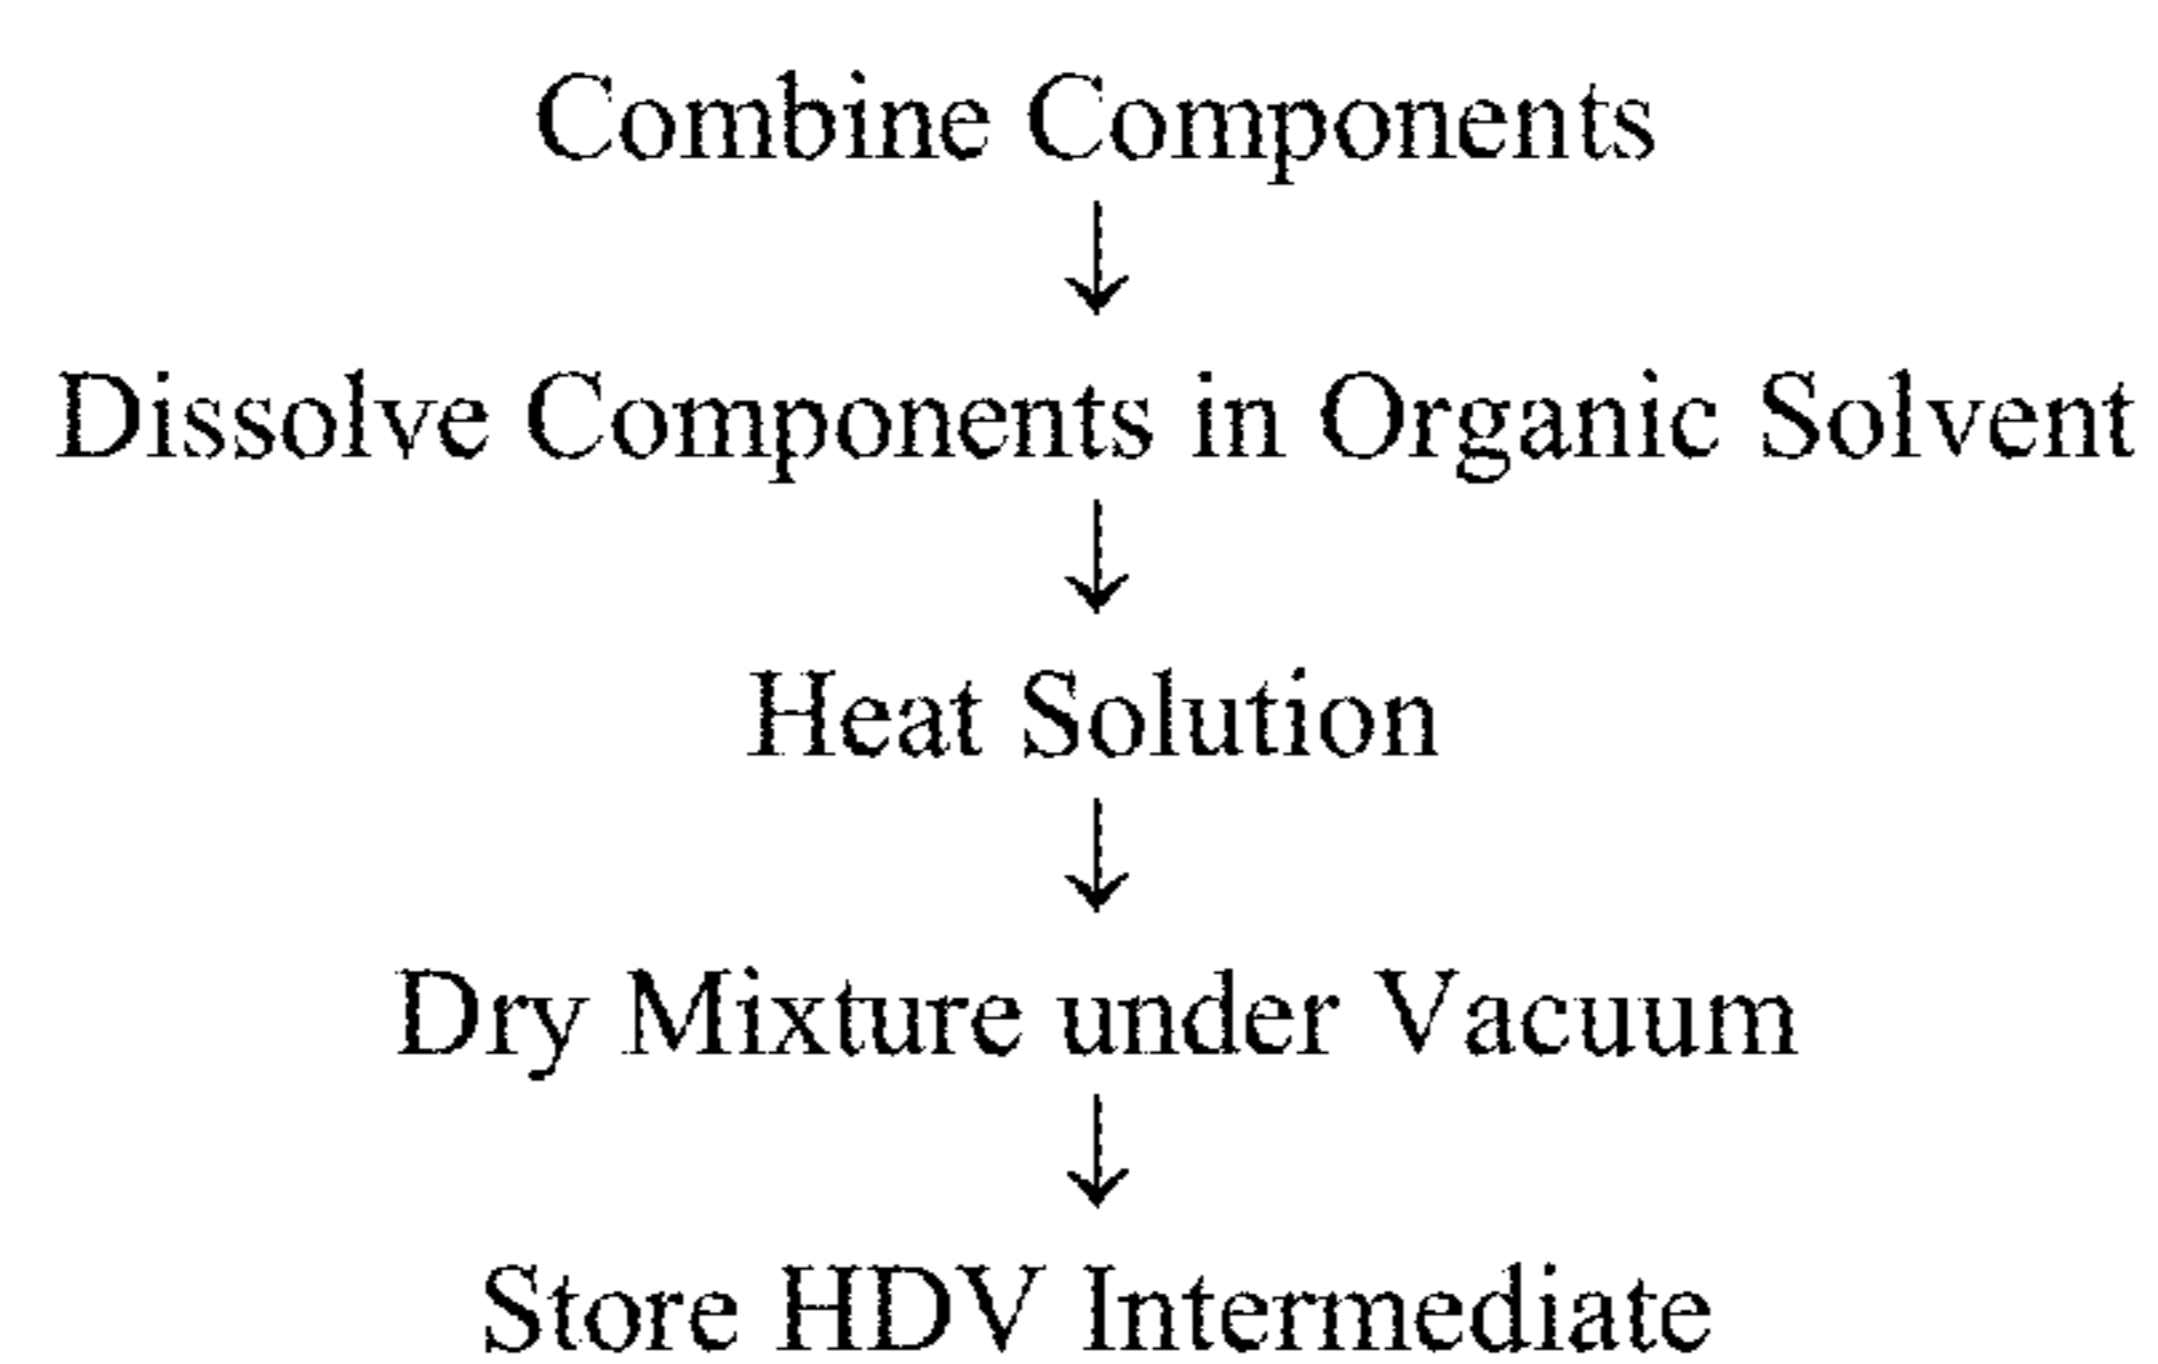 Combine Components
↓
Dissolve Components in Organic Solvent
↓
Heat Solution
↓
Dry Mixture under Vacuum
↓
Store HDV Intermediate